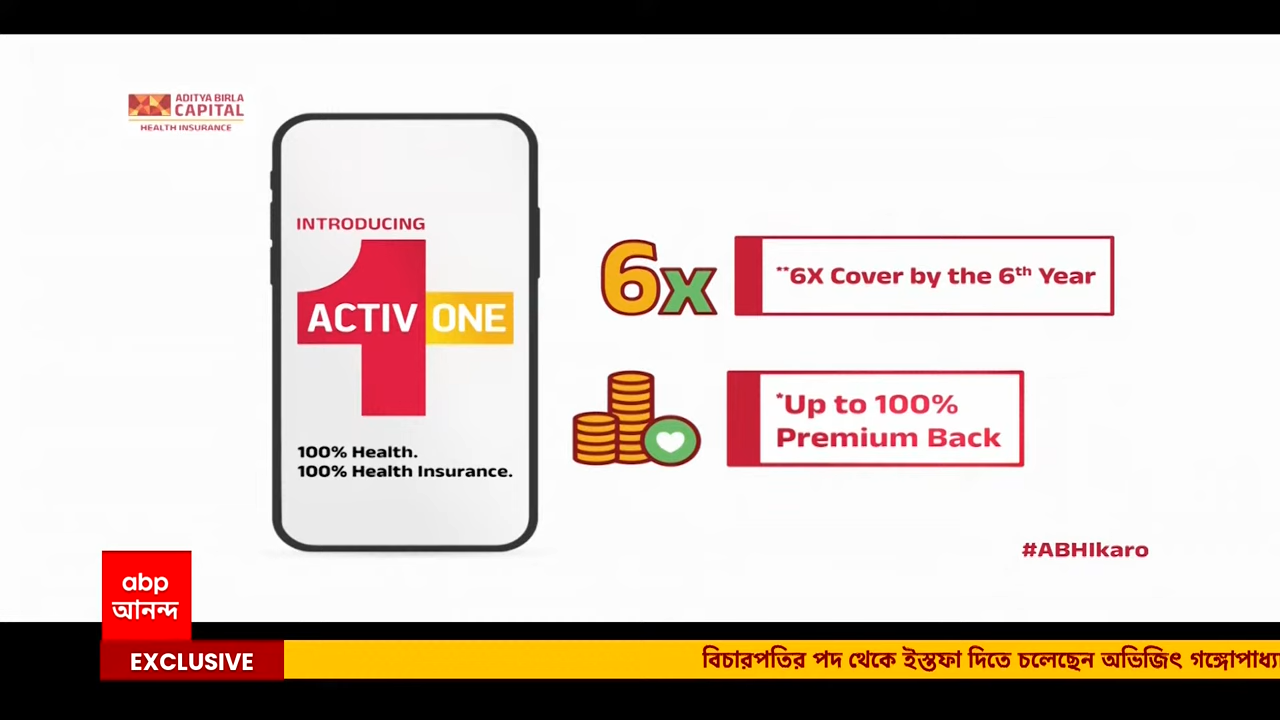 ADITYA BIRLA
CAPITAL
HEALTH INSURANCE
INTRODUCING
1
ACTIV ONE
100% Health.
100% Health Insurance.
6x
**6X Cover by the 6th Year
*Up to 100%
Premium Back
#ABHIkaro
abp
আনন্দ
EXCLUSIVE
বিচারপতির পদ থেকে ইস্তফা দিতে চলেছেন অভিজিৎ